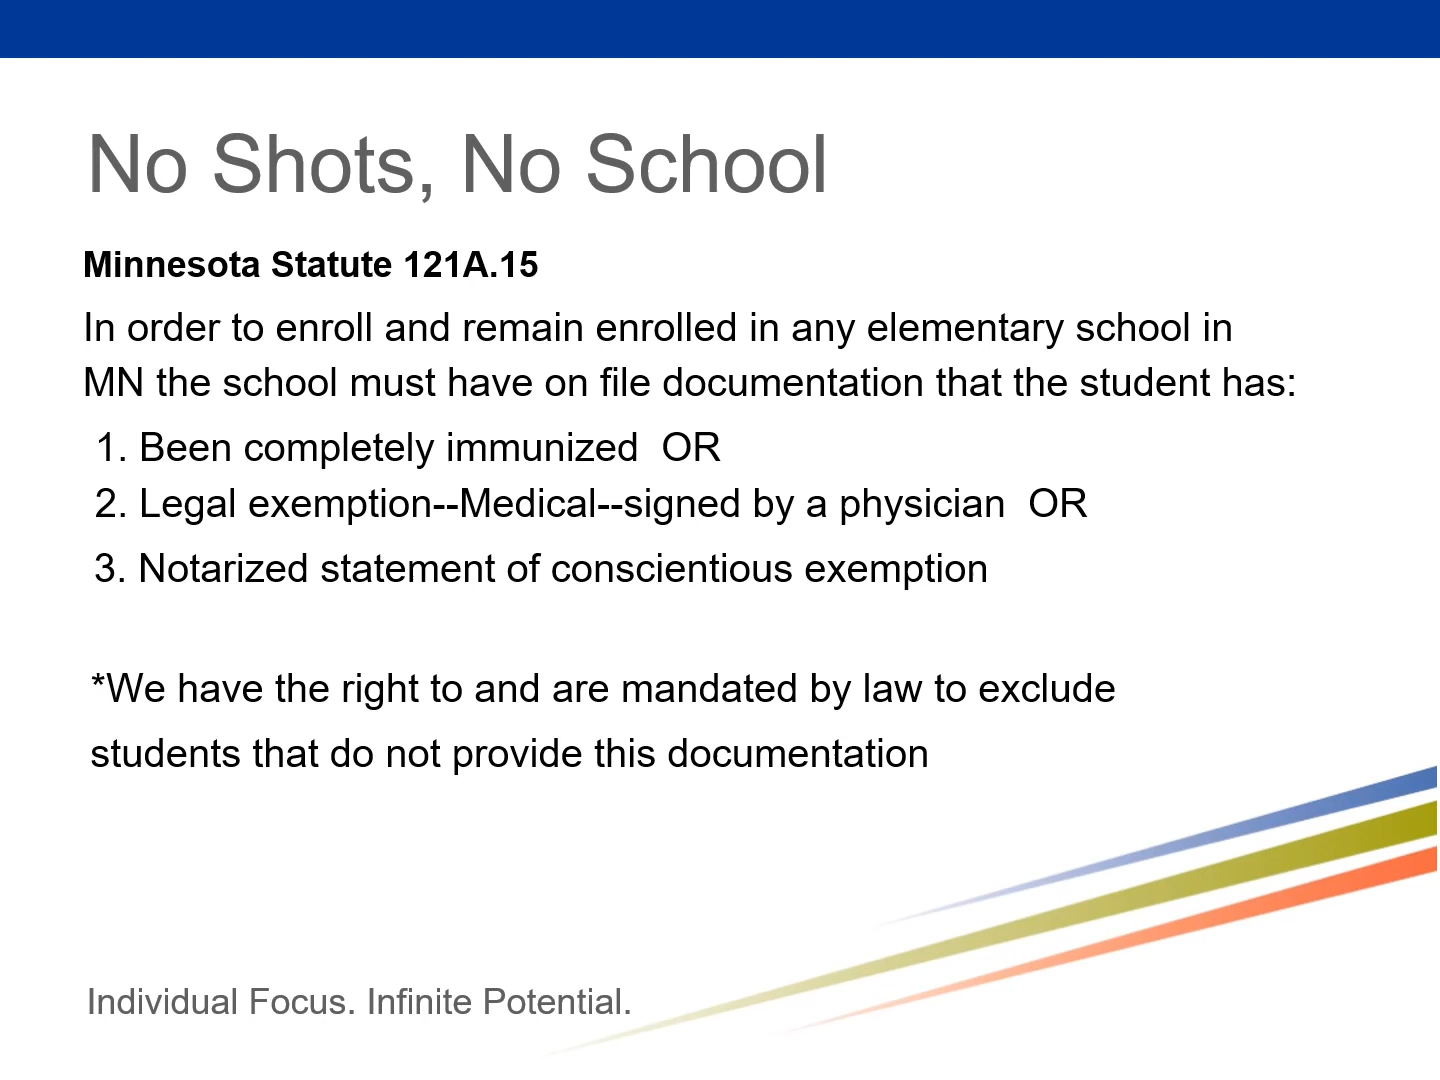 No Shots, No School
Minnesota Statute 121A.15
In order to enroll and remain enrolled in any elementary school in
MN the school must have on file documentation that the student has:
1. Been completely immunized  OR
2. Legal exemption--Medical--signed by a physician  OR
3. Notarized statement of conscientious exemption
*We have the right to and are mandated by law to exclude
students that do not provide this documentation
Individual Focus. Infinite Potential.